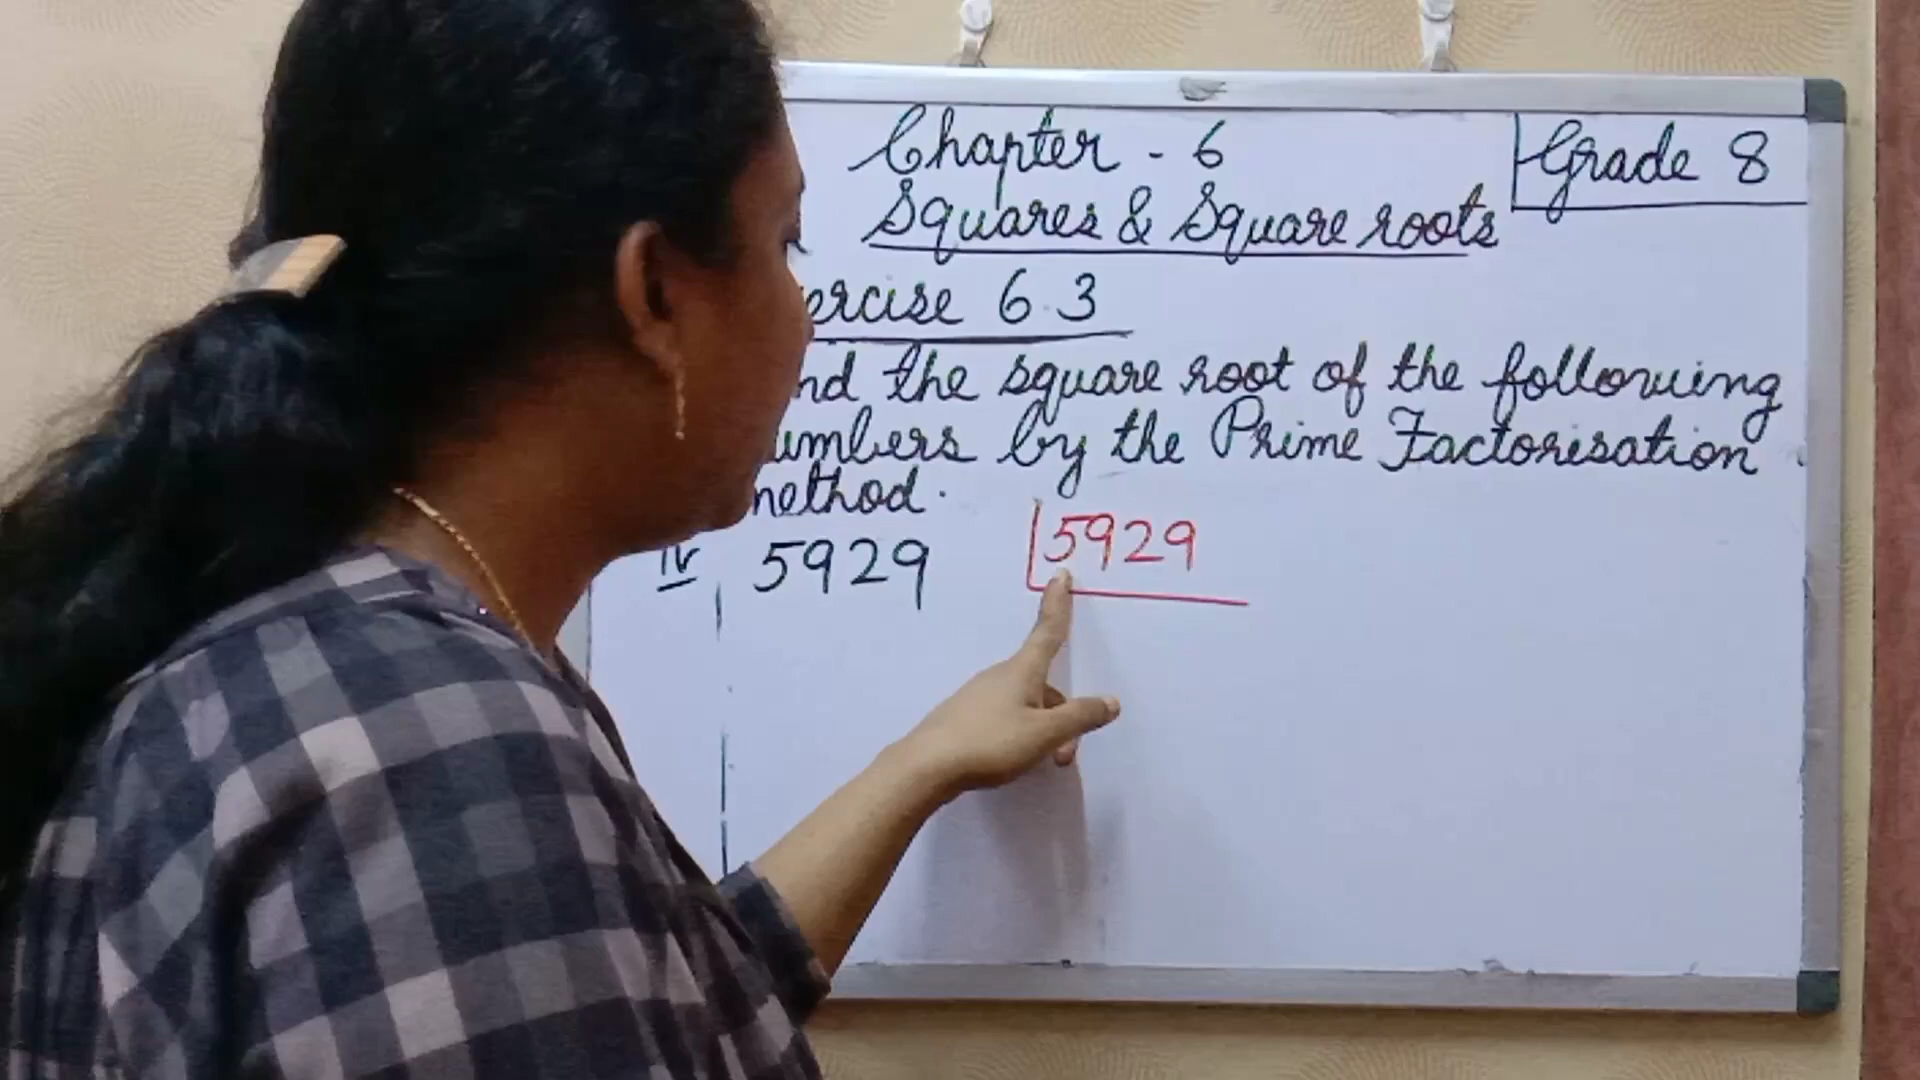 Chapter - 6
Grade 8
Squares & Square roots
ercise 6.3
nd the square root of the following
umbers by the Prime Factorisation
method.
iv 5929 5929